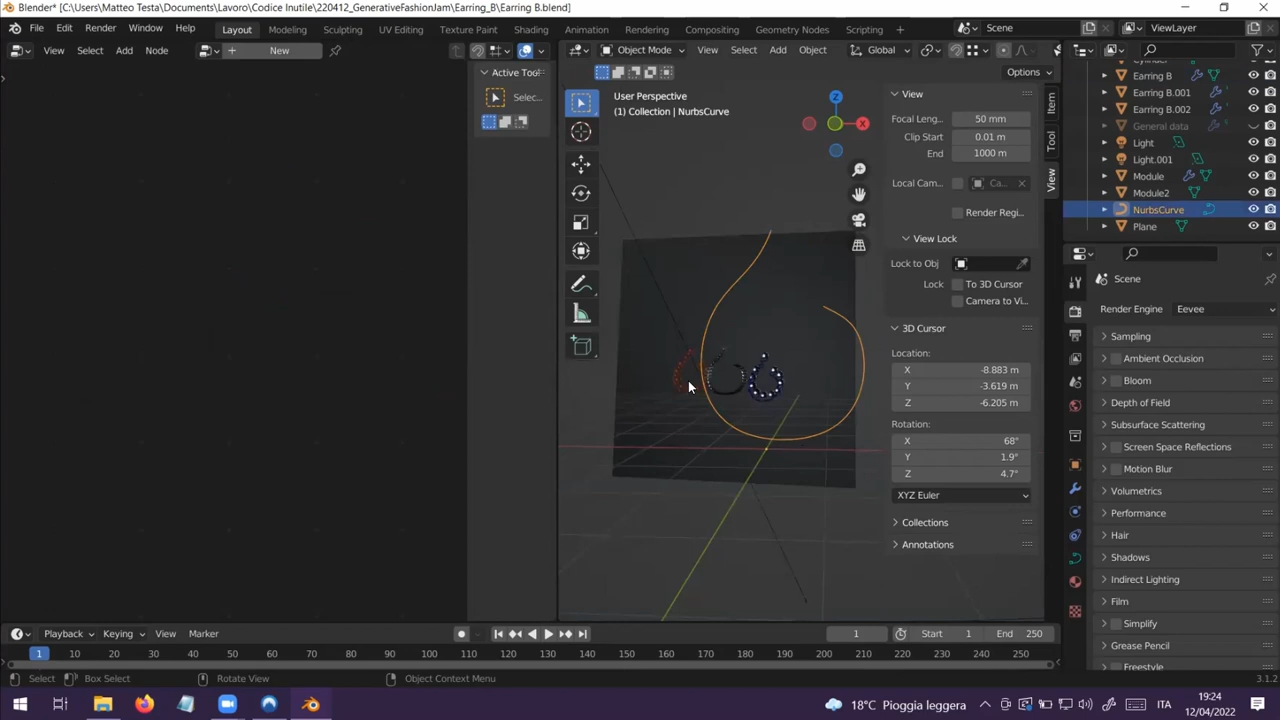 Blender* [C:\Users\Matteo Testa\Documents\Lavoro\Codice Inutile\220412_GenerativeFashionJam\Earring_B\Earring B.blend]
File Edit Render Window Help Layout Modeling Sculpting UV Editing Texture Paint Shading Animation Rendering Compositing Geometry Nodes Scripting + Scene ViewLayer
View Select Add Node + New Object Mode View Select Add Object Global
Active Tool
Options
Selec...
User Perspective
(1) Collection | NurbsCurve
Z
X
View
Focal Leng... 50 mm
Clip Start 0.01 m
End 1000 m
Local Cam... Ca...
Render Regi...
View Lock
Lock to Obj
Lock To 3D Cursor
Camera to Vi...
3D Cursor
Location:
X -8.883 m
Y -3.619 m
Z -6.205 m
Rotation:
X 68°
Y 1.9°
Z 4.7°
XYZ Euler
Collections
Annotations
Item
Tool
View
Earring B
Earring B.001
Earring B.002
General data
Light
Light.001
Module
Module2
NurbsCurve
Plane
Scene
Render Engine Eevee
Sampling
Ambient Occlusion
Bloom
Depth of Field
Subsurface Scattering
Screen Space Reflections
Motion Blur
Volumetrics
Performance
Hair
Shadows
Indirect Lighting
Film
Simplify
Grease Pencil
Freestyle
Playback Keying View Marker 1 Start 1 End 250
1 10 20 30 40 50 60 70 80 90 100 110 120 130 140 150 160 170 180 190 200 210 220 230 240 250
Select Box Select Rotate View Object Context Menu 3.1.2
18°C Pioggia leggera ITA 19:24
12/04/2022